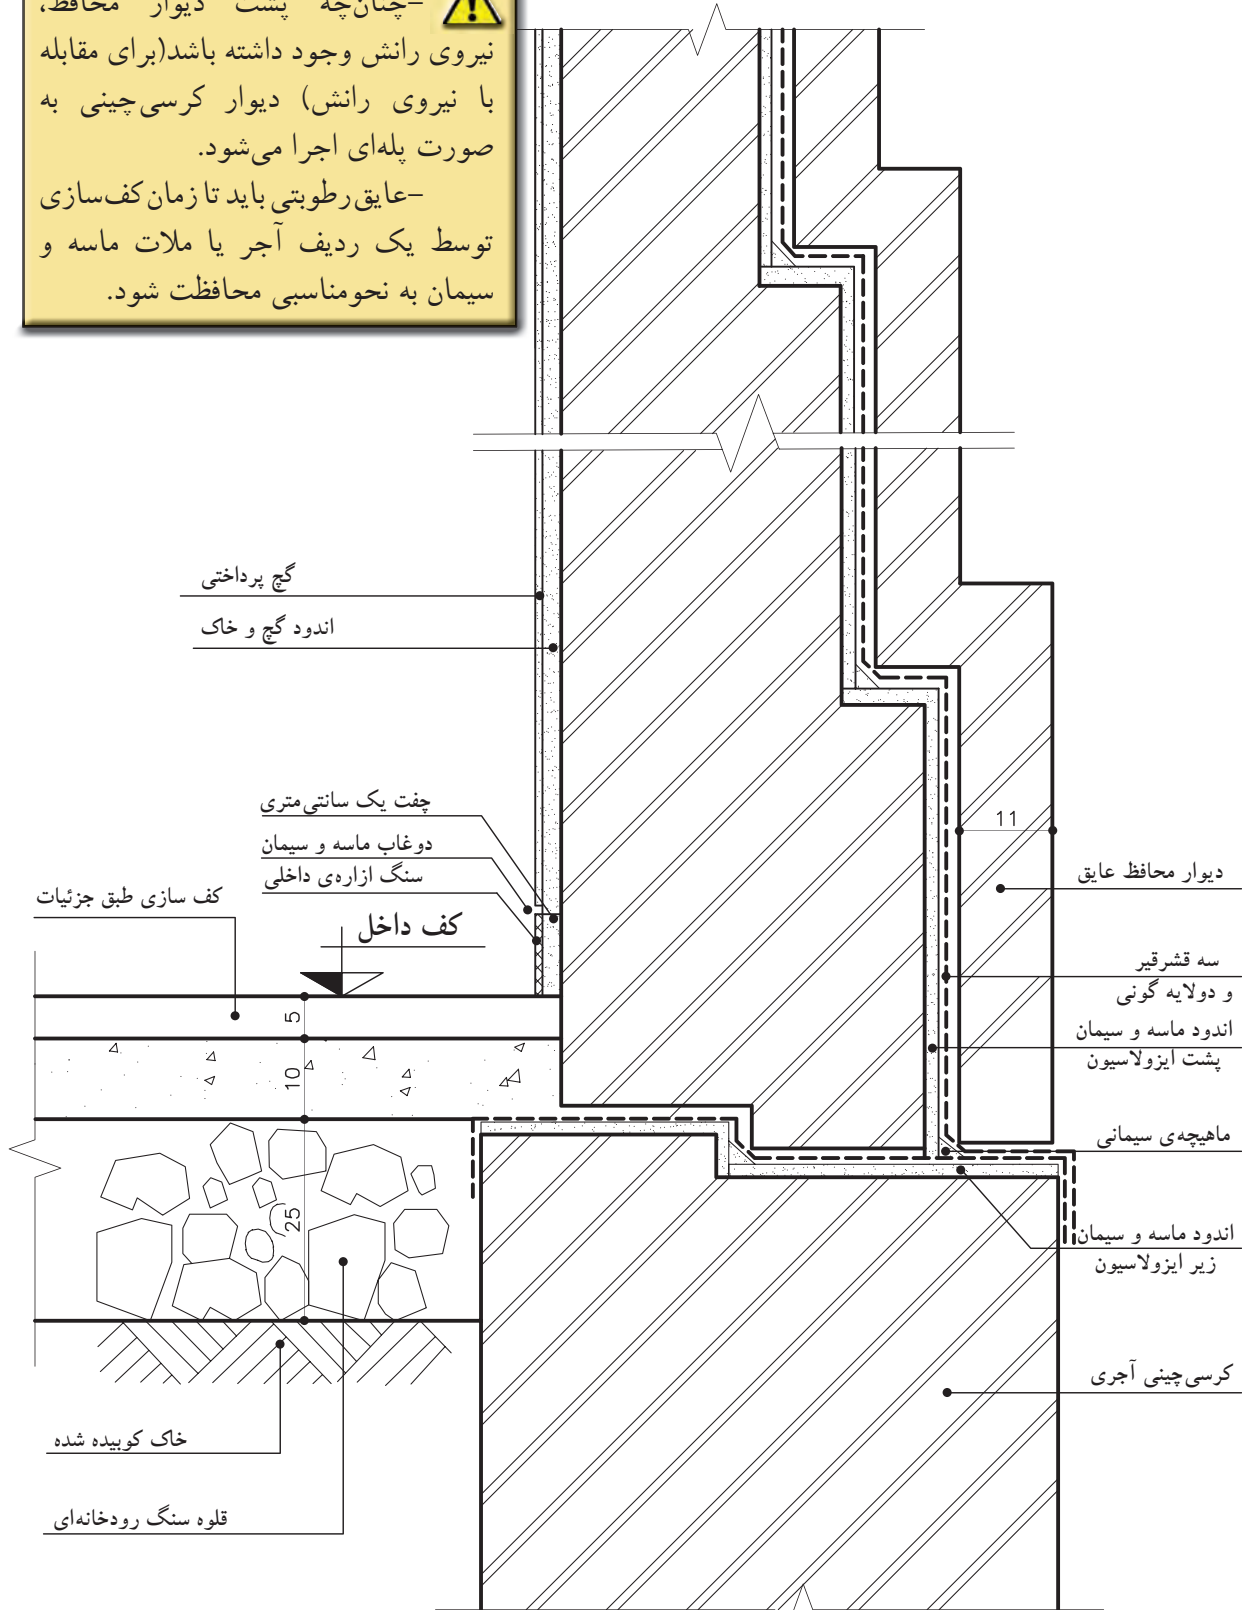 -چنان‌چه پشت دیوار محافظ،
نیروی رانش وجود داشته باشد(برای مقابله
با نیروی رانش) دیوار کرسی‌چینی به
صورت پله‌ای اجرا می‌شود.
-عایق‌رطوبتی باید تا زمان‌کف‌سازی
توسط یک ردیف آجر یا ملات ماسه و
سیمان به نحومناسبی محافظت شود.
گچ پرداختی
اندود گچ و خاک
چفت یک سانتی‌متری
دوغاب ماسه و سیمان
سنگ ازاره‌ی داخلی
کف سازی طبق جزئیات
کف داخل
5
10
25
11
دیوار محافظ عایق
سه قشرقیر
و دولایه گونی
اندود ماسه و سیمان
پشت ایزولاسیون
ماهیچه‌ی سیمانی
اندود ماسه و سیمان
زیر ایزولاسیون
کرسی‌چینی آجری
خاک کوبیده شده
قلوه سنگ رودخانه‌ای